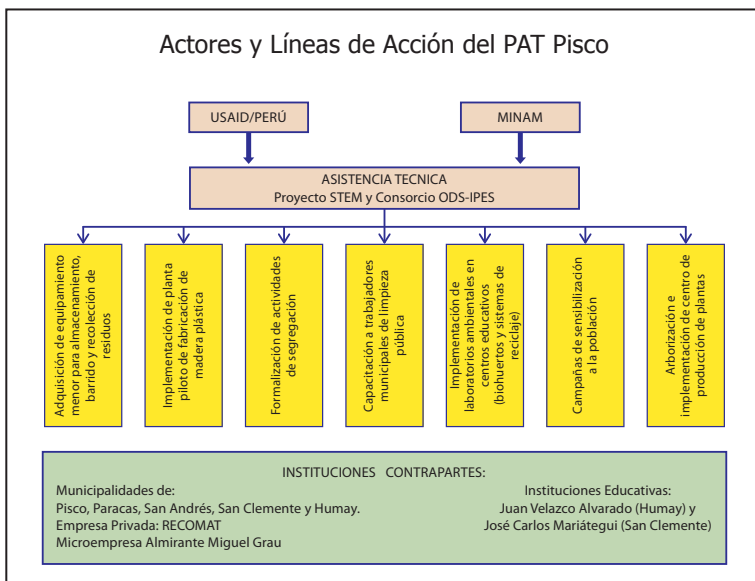 Actores y Líneas de Acción del PAT Pisco
USAID/PERÚ
MINAM
ASISTENCIA TECNICA
Proyecto STEM y Consorcio ODS-IPES
Adquisición de equipamiento
menor para almacenamiento,
barrido y recolección de
residuos
Implementación de planta
piloto de fabricación de
madera plástica
Formalización de actividades
de segregación
Capacitación a trabajadores
municipales de limpieza
pública
Implementación de
laboratorios ambientales en
centros educativos
(biohuertos y sistemas de
reciclaje)
Campañas de sensibilización
a la población
Arborización e
implementación de centro de
producción de plantas
INSTITUCIONES CONTRAPARTES:
Municipalidades de:
Pisco, Paracas, San Andrés, San Clemente y Humay.
Empresa Privada: RECOMAT
Microempresa Almirante Miguel Grau
Instituciones Educativas:
Juan Velazco Alvarado (Humay) y
José Carlos Mariátegui (San Clemente)